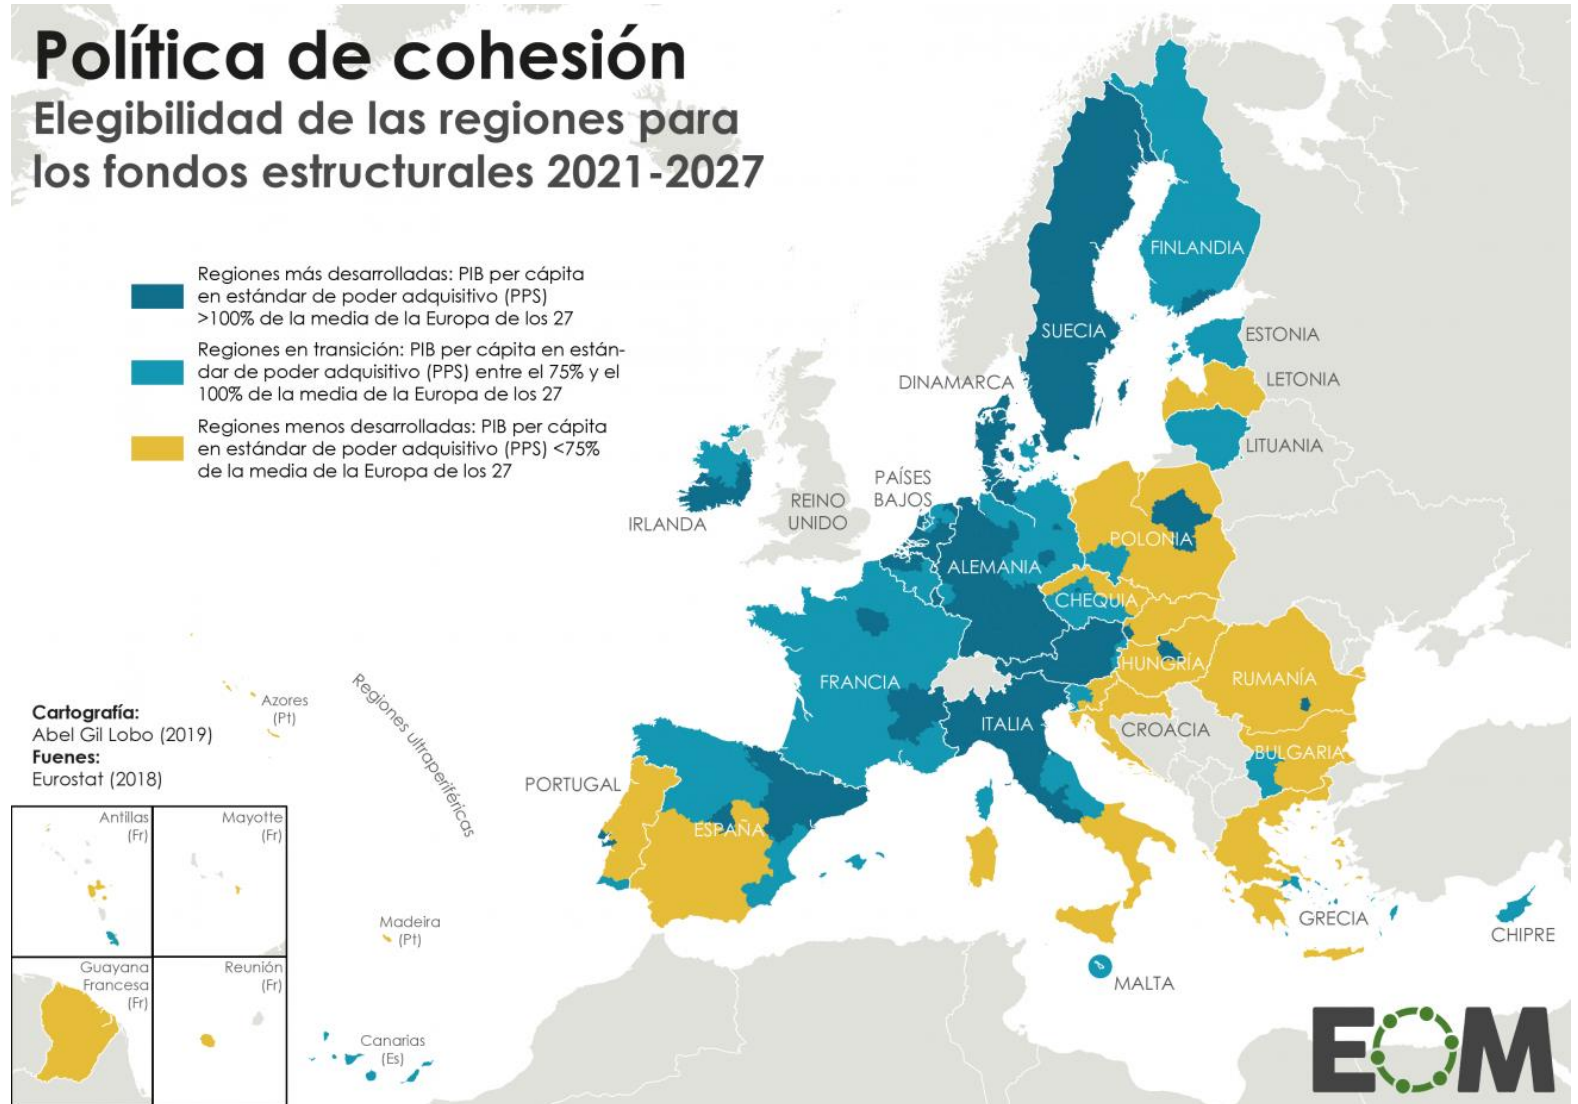 Política de cohesión
Elegibilidad de las regiones para
los fondos estructurales 2021-2027
Regiones más desarrolladas: PIB per cápita
en estándar de poder adquisitivo (PPS)
>100% de la media de la Europa de los 27
Regiones en transición: PIB per cápita en están-
dar de poder adquisitivo (PPS) entre el 75% y el
100% de la media de la Europa de los 27
Regiones menos desarrolladas: PIB per cápita
en estándar de poder adquisitivo (PPS) <75%
de la media de la Europa de los 27
FINLANDIA
SUECIA
ESTONIA
LETONIA
DINAMARCA
LITUANIA
PAÍSES
BAJOS
REINO
UNIDO
IRLANDA
POLONIA
ALEMANIA
CHEQUIA
HUNGRÍA
RUMANÍA
FRANCIA
ITALIA
CROACIA
BULGARIA
PORTUGAL
ESPAÑA
GRECIA
CHIPRE
MALTA
Regiones ultraperiféricas
Azores
(Pt)
Madeira
(Pt)
Canarias
(Es)
Cartografía:
Abel Gil Lobo (2019)
Fuenes:
Eurostat (2018)
Antillas
(Fr)
Mayotte
(Fr)
Guayana
Francesa
(Fr)
Reunión
(Fr)
EOM